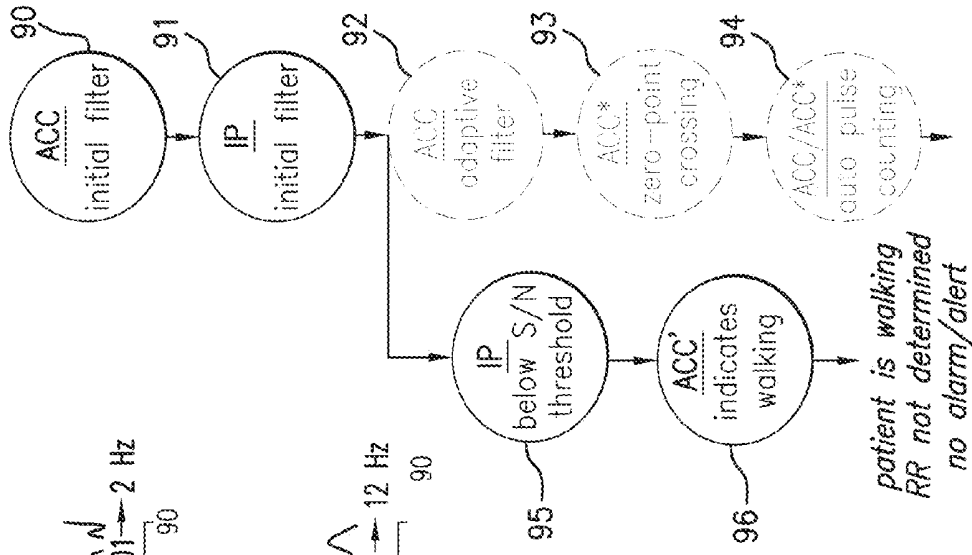 90
ACC
initial filter
91
IP
initial filter
92
ACC
adaptive
filter
93
ACC*
zero-point
crossing
94
ACC/ACC*
auto pulse
counting
95
IP
below S/N
threshold
96
ACC'
indicates
walking
patient is walking
RR not determined
no alarm/alert
01→2 Hz
90
→12 Hz
90